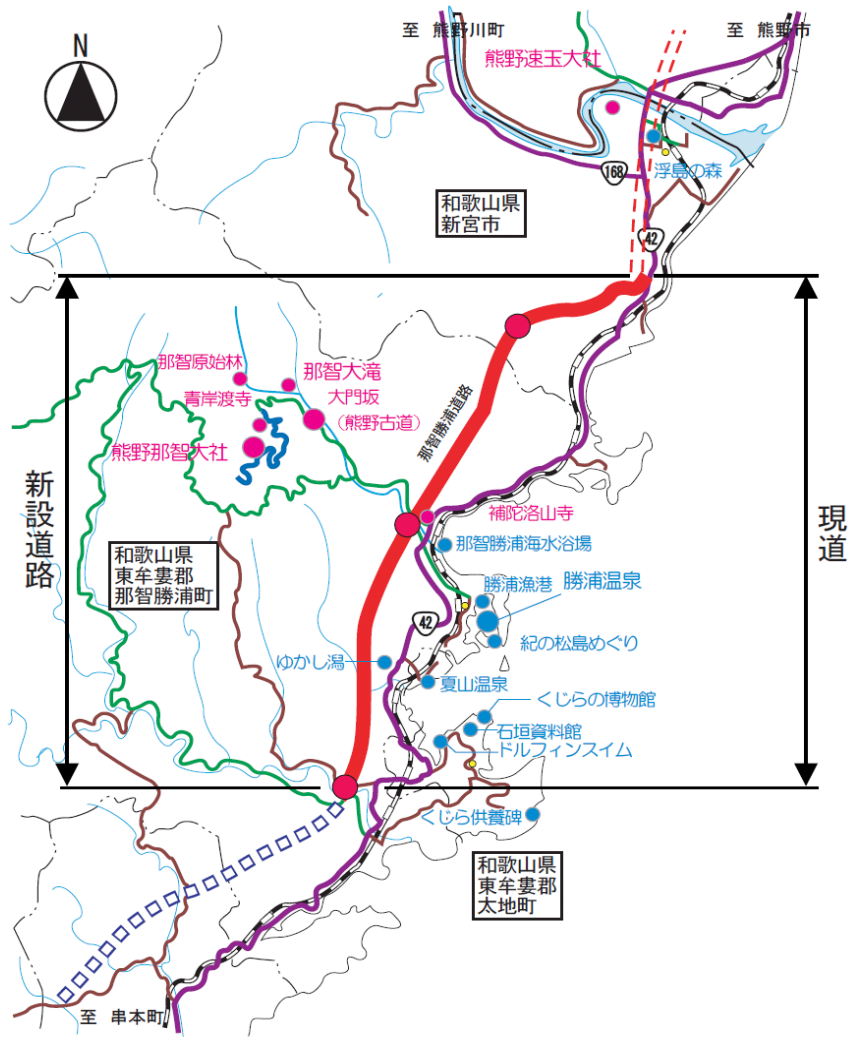 N
至 熊野川町
至 熊野市
熊野速玉大社
浮島の森
168
和歌山県
新宮市
42
那智原始林
那智大滝
青岸渡寺
大門坂
(熊野古道)
熊野那智大社
那智勝浦道路
新設道路
現道
補陀洛山寺
那智勝浦海水浴場
和歌山県
東牟婁郡
那智勝浦町
勝浦漁港
勝浦温泉
42
紀の松島めぐり
ゆかし潟
夏山温泉
くじらの博物館
石垣資料館
ドルフィンスイム
くじら供養碑
和歌山県
東牟婁郡
太地町
至 串本町